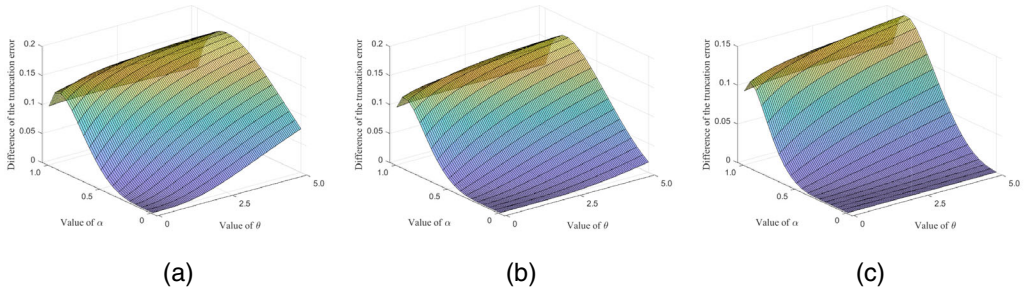 Difference of the truncation error
0.2
0.15
0.1
0.05
0
1.0
0.5
0
Value of α
0
2.5
5.0
Value of θ
(a)
Difference of the truncation error
0.2
0.15
0.1
0.05
0
1.0
0.5
0
Value of α
0
2.5
5.0
Value of θ
(b)
Difference of the truncation error
0.15
0.1
0.05
0
1.0
0.5
0
Value of α
0
2.5
5.0
Value of θ
(c)